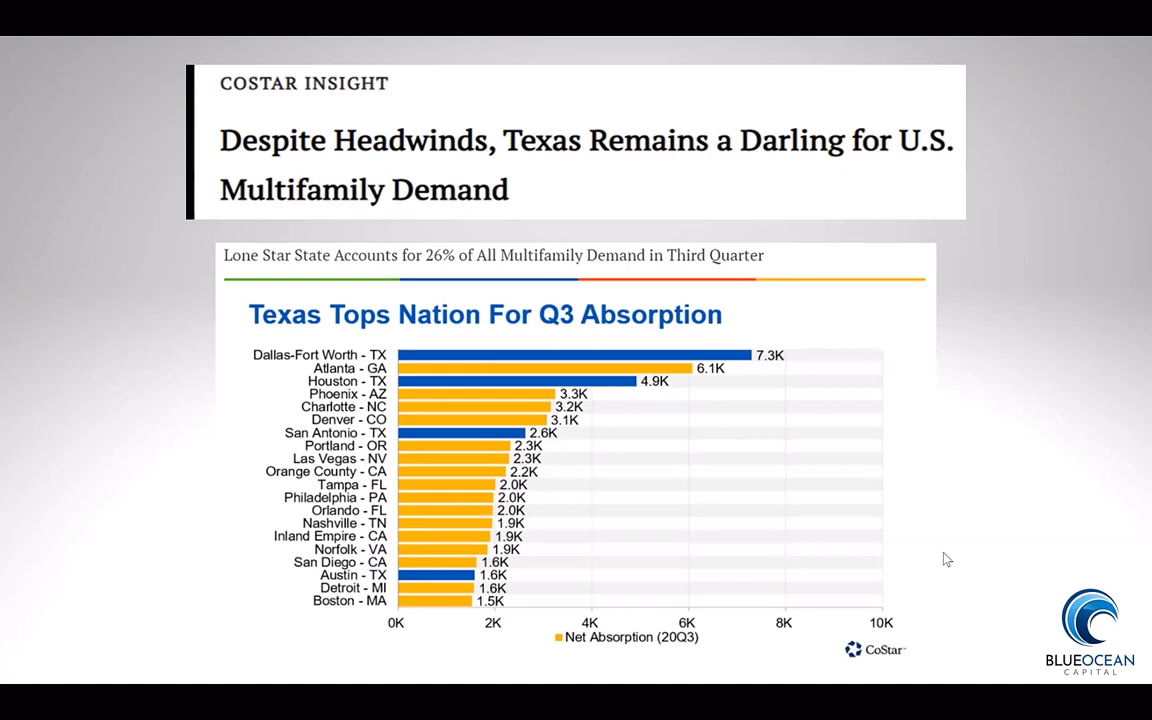 COSTAR INSIGHT
Despite Headwinds, Texas Remains a Darling for U.S.
Multifamily Demand
Lone Star State Accounts for 26% of All Multifamily Demand in Third Quarter
Texas Tops Nation For Q3 Absorption
Dallas-Fort Worth - TX 7.3K
Atlanta - GA 6.1K
Houston - TX 4.9K
Phoenix - AZ 3.3K
Charlotte - NC 3.2K
Denver - CO 3.1K
San Antonio - TX 2.6K
Portland - OR 2.3K
Las Vegas - NV 2.3K
Orange County - CA 2.2K
Tampa - FL 2.0K
Philadelphia - PA 2.0K
Orlando - FL 2.0K
Nashville - TN 1.9K
Inland Empire - CA 1.9K
Norfolk - VA 1.9K
San Diego - CA 1.6K
Austin - TX 1.6K
Detroit - MI 1.6K
Boston - MA 1.5K
0K 2K 4K 6K 8K 10K
Net Absorption (20Q3)
CoStar™
BLUEOCEAN
CAPITAL